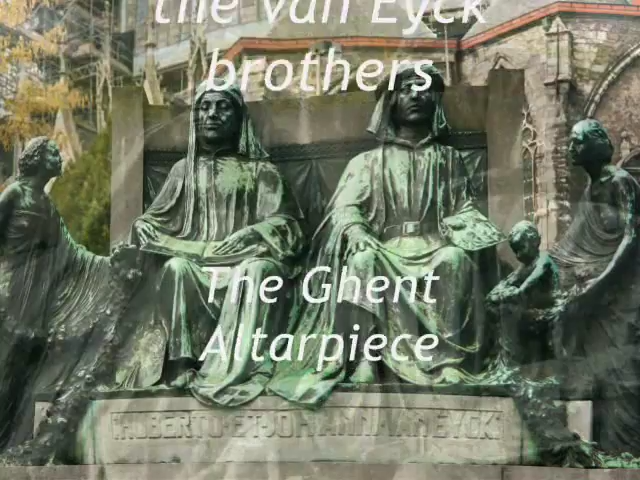 the Van Eyck
brothers
The Ghent
Altarpiece
HUBERTO·ET·JOHANNI·VAN EYCK